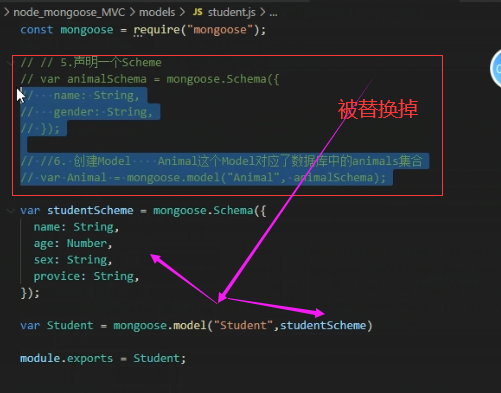 node_mongoose_MVC > models > JS student.js > ...
const mongoose = require("mongoose");
// // 5.声明一个Scheme
// var animalSchema = mongoose.Schema({
//   name: String,
//   gender: String,
// });
被替换掉
// //6. 创建Model    Animal这个Model对应了数据库中的animals集合
// var Animal = mongoose.model("Animal", animalSchema);
var studentScheme = mongoose.Schema({
  name: String,
  age: Number,
  sex: String,
  provice: String,
});
var Student = mongoose.model("Student",studentScheme)
module.exports = Student;